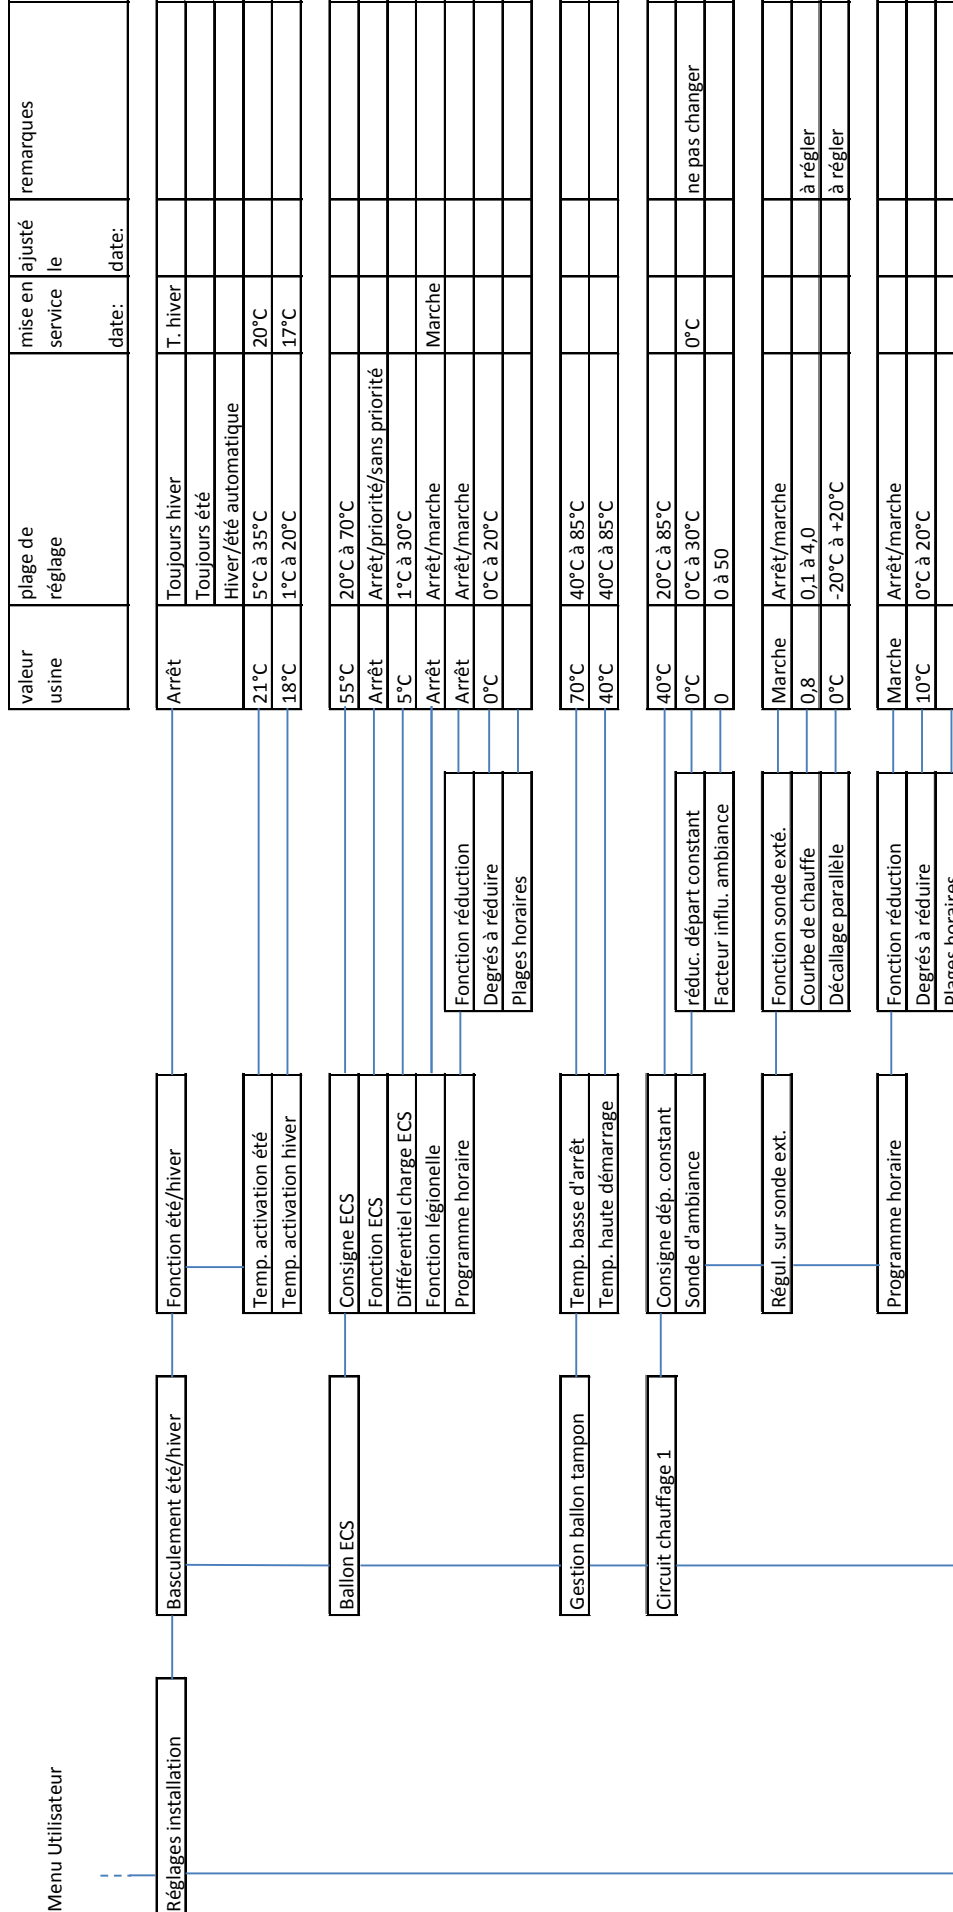 Menu Utilisateur
valeur usine
plage de réglage
mise en service
date:
ajusté le
date:
remarques
Réglages installation
Basculement été/hiver
Fonction été/hiver
Arrêt
Toujours hiver
T. hiver
Toujours été
Hiver/été automatique
Temp. activation été
21°C
5°C à 35°C
20°C
Temp. activation hiver
18°C
1°C à 20°C
17°C
Ballon ECS
Consigne ECS
55°C
20°C à 70°C
Fonction ECS
Arrêt
Arrêt/priorité/sans priorité
Différentiel charge ECS
5°C
1°C à 30°C
Fonction légionelle
Arrêt
Arrêt/marche
Marche
Programme horaire
Fonction réduction
Arrêt
Arrêt/marche
Degrés à réduire
0°C
0°C à 20°C
Plages horaires
Gestion ballon tampon
Temp. basse d'arrêt
70°C
40°C à 85°C
Temp. haute démarrage
40°C
40°C à 85°C
Circuit chauffage 1
Consigne dép. constant
40°C
20°C à 85°C
Sonde d'ambiance
réduc. départ constant
0°C
0°C à 30°C
0°C
ne pas changer
Facteur influ. ambiance
0
0 à 50
Régul. sur sonde ext.
Fonction sonde exté.
Marche
Arrêt/marche
Courbe de chauffe
0,8
0,1 à 4,0
à régler
Décallage parallèle
0°C
-20°C à +20°C
à régler
Programme horaire
Fonction réduction
Marche
Arrêt/marche
Degrés à réduire
10°C
0°C à 20°C
Plages horaires